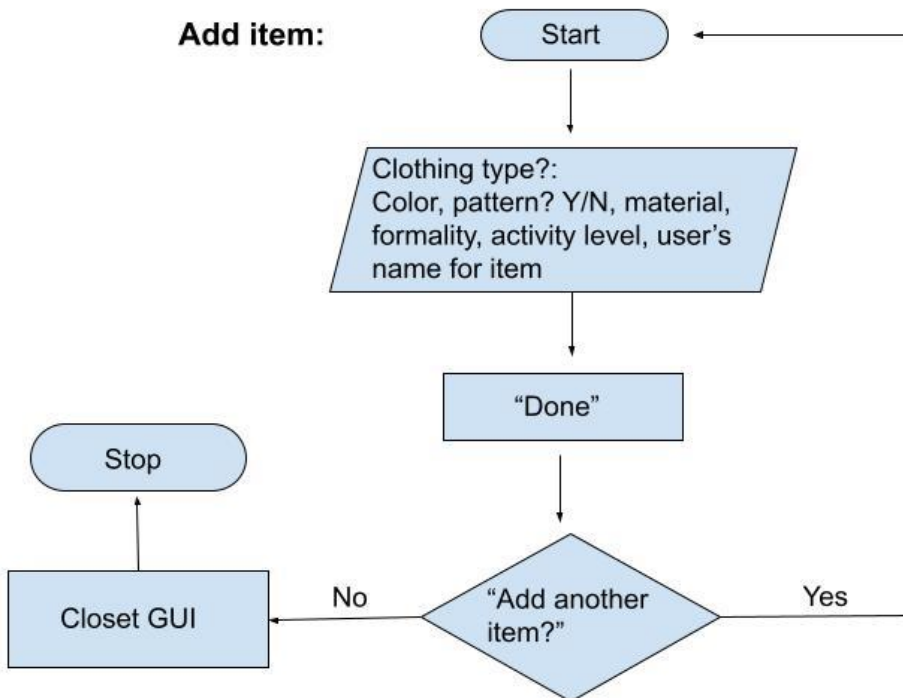 Add item:
Start
Clothing type?:
Color, pattern? Y/N, material,
formality, activity level, user’s
name for item
“Done”
Stop
“Add another
item?”
No
Yes
Closet GUI